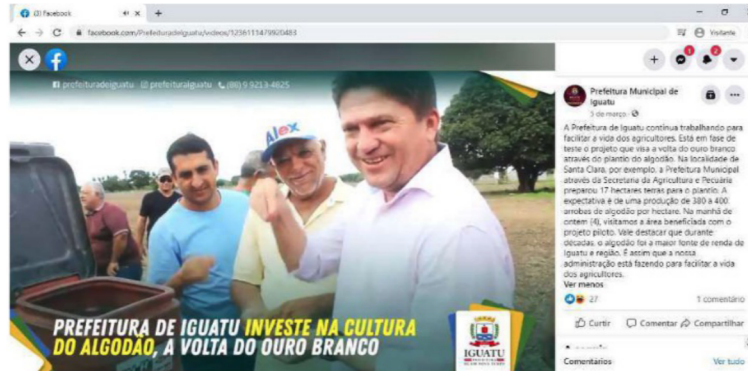 (2) Facebook
facebook.com/Prefeituradeiguatu/videos/1236111479920483
Visitante
prefeituradeiguatu prefeituraiguatu (88) 9 9213-4625
Alex
PREFEITURA DE IGUATU INVESTE NA CULTURA
DO ALGODÃO, A VOLTA DO OURO BRANCO
IGUATU
Prefeitura Municipal de
Iguatu
5 de março
A Prefeitura de Iguatu continua trabalhando para
facilitar a vida dos agricultores. Está em fase de
teste o projeto que visa a volta do ouro branco
através do plantio do algodão. Na localidade de
Santa Clara, por exemplo, a Prefeitura Municipal
através da Secretaria da Agricultura e Pecuária
preparou 17 hectares terras para o plantio. A
expectativa é de uma produção de 380 a 400
arrobas de algodão por hectare. Na manhã de
ontem (4), visitamos a área beneficiada com o
projeto piloto. Vale destacar que durante
décadas, o algodão foi a maior fonte de renda de
Iguatu e região. É assim que a nossa
administração está fazendo para facilitar a vida
dos agricultores.
Ver menos
27 1 comentário
Curtir Comentar Compartilhar
Comentários Ver tudo